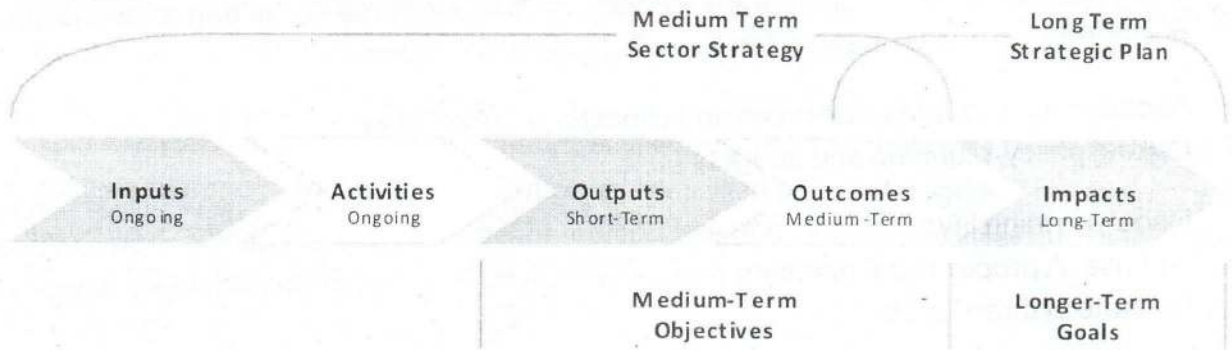 Medium Term
Sector Strategy
Long Term
Strategic Plan
Inputs
Ongoing
Activities
Ongoing
Outputs
Short-Term
Outcomes
Medium-Term
Impacts
Long-Term
Medium-Term
Objectives
Longer-Term
Goals